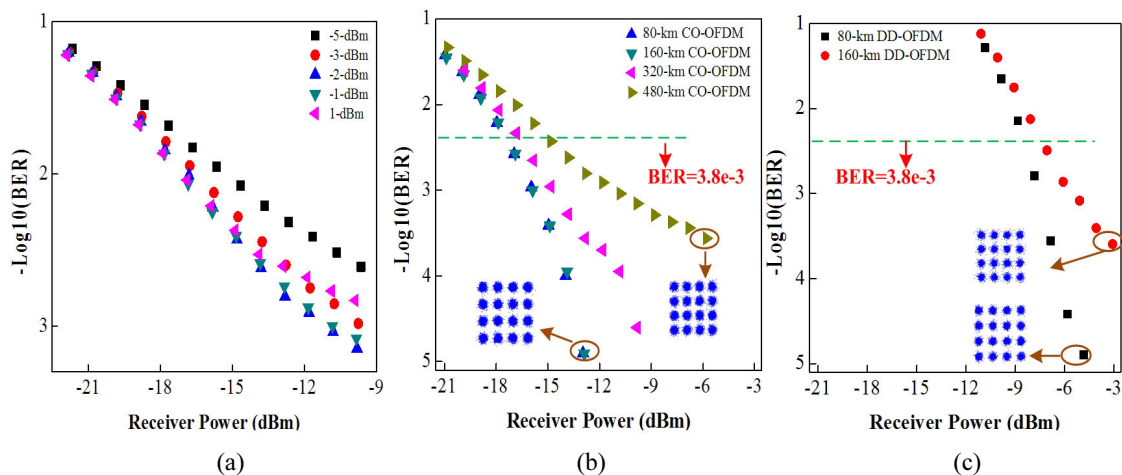 1
2
3
-Log10(BER)
-21
-18
-15
-12
-9
Receiver Power (dBm)
-5-dBm
-3-dBm
-2-dBm
-1-dBm
1-dBm
(a)
1
2
3
4
5
-Log10(BER)
-21
-18
-15
-12
-9
-6
-3
Receiver Power (dBm)
80-km CO-OFDM
160-km CO-OFDM
320-km CO-OFDM
480-km CO-OFDM
BER=3.8e-3
(b)
1
2
3
4
5
-Log10(BER)
-21
-18
-15
-12
-9
-6
-3
Receiver Power (dBm)
80-km DD-OFDM
160-km DD-OFDM
BER=3.8e-3
(c)